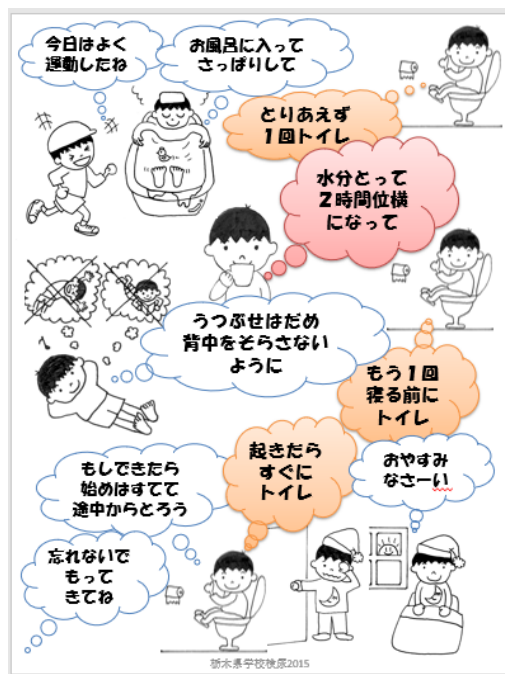 今日はよく
運動したね
お風呂に入って
さっぱりして
とりあえず
1回トイレ
水分とって
2時間位横
になって
うつぶせはだめ
背中をそらさない
ように
もう1回
寝る前に
トイレ
おやすみ
なさーい
起きだら
すぐに
トイレ
もしできたら
始めはすてて
途中からとろう
忘れないで
もって
きてね
栃木県学校検尿2015